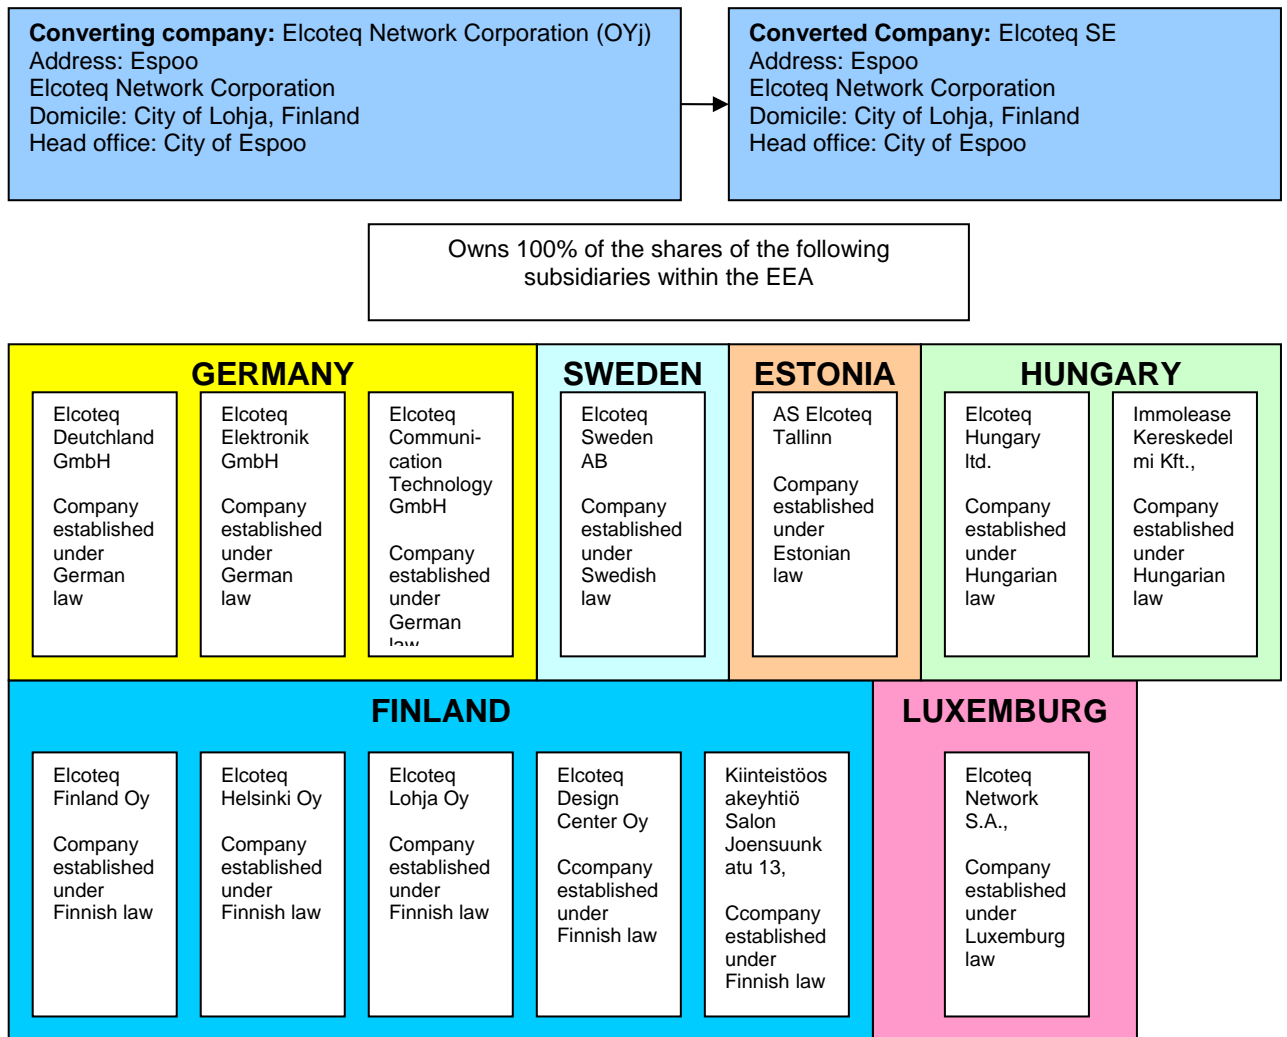 Converting company: Elcoteq Network Corporation (OYj)
Address: Espoo
Elcoteq Network Corporation
Domicile: City of Lohja, Finland
Head office: City of Espoo
Converted Company: Elcoteq SE
Address: Espoo
Elcoteq Network Corporation
Domicile: City of Lohja, Finland
Head office: City of Espoo
Owns 100% of the shares of the following
subsidiaries within the EEA
GERMANY
Elcoteq
Deutchland
GmbH
Company
established
under
German
law
Elcoteq
Elektronik
GmbH
Company
established
under
German
law
Elcoteq
Communi-
cation
Technology
GmbH
Company
established
under
German
law
SWEDEN
Elcoteq
Sweden
AB
Company
established
under
Swedish
law
ESTONIA
AS Elcoteq
Tallinn
Company
established
under
Estonian
law
HUNGARY
Elcoteq
Hungary
ltd.
Company
established
under
Hungarian
law
Immolease
Kereskedel
mi Kft.,
Company
established
under
Hungarian
law
FINLAND
Elcoteq
Finland Oy
Company
established
under
Finnish law
Elcoteq
Helsinki Oy
Company
established
under
Finnish law
Elcoteq
Lohja Oy
Company
established
under
Finnish law
Elcoteq
Design
Center Oy
Ccompany
established
under
Finnish law
Kiinteistöos
akeyhtiö
Salon
Joensuunk
atu 13,
Ccompany
established
under
Finnish law
LUXEMBURG
Elcoteq
Network
S.A.,
Company
established
under
Luxemburg
law